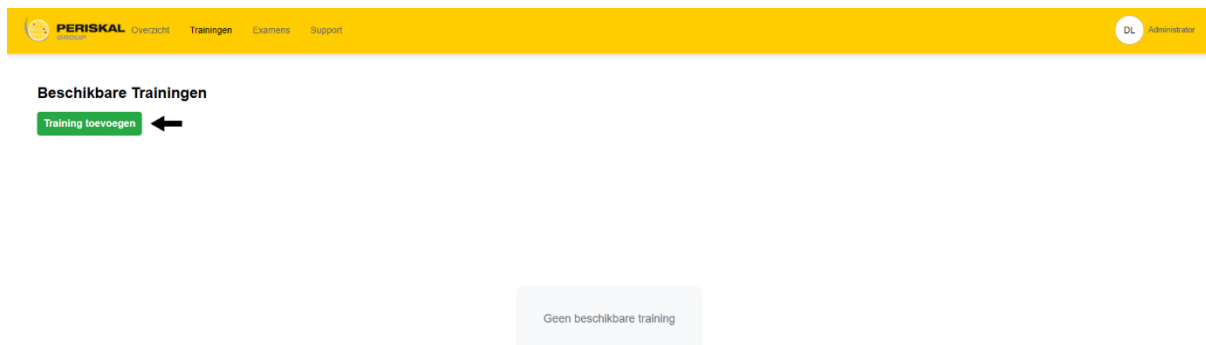 PERISKAL
GROUP
Overzicht Trainingen Examens Support
DL Administrator
Beschikbare Trainingen
Training toevoegen
Geen beschikbare training